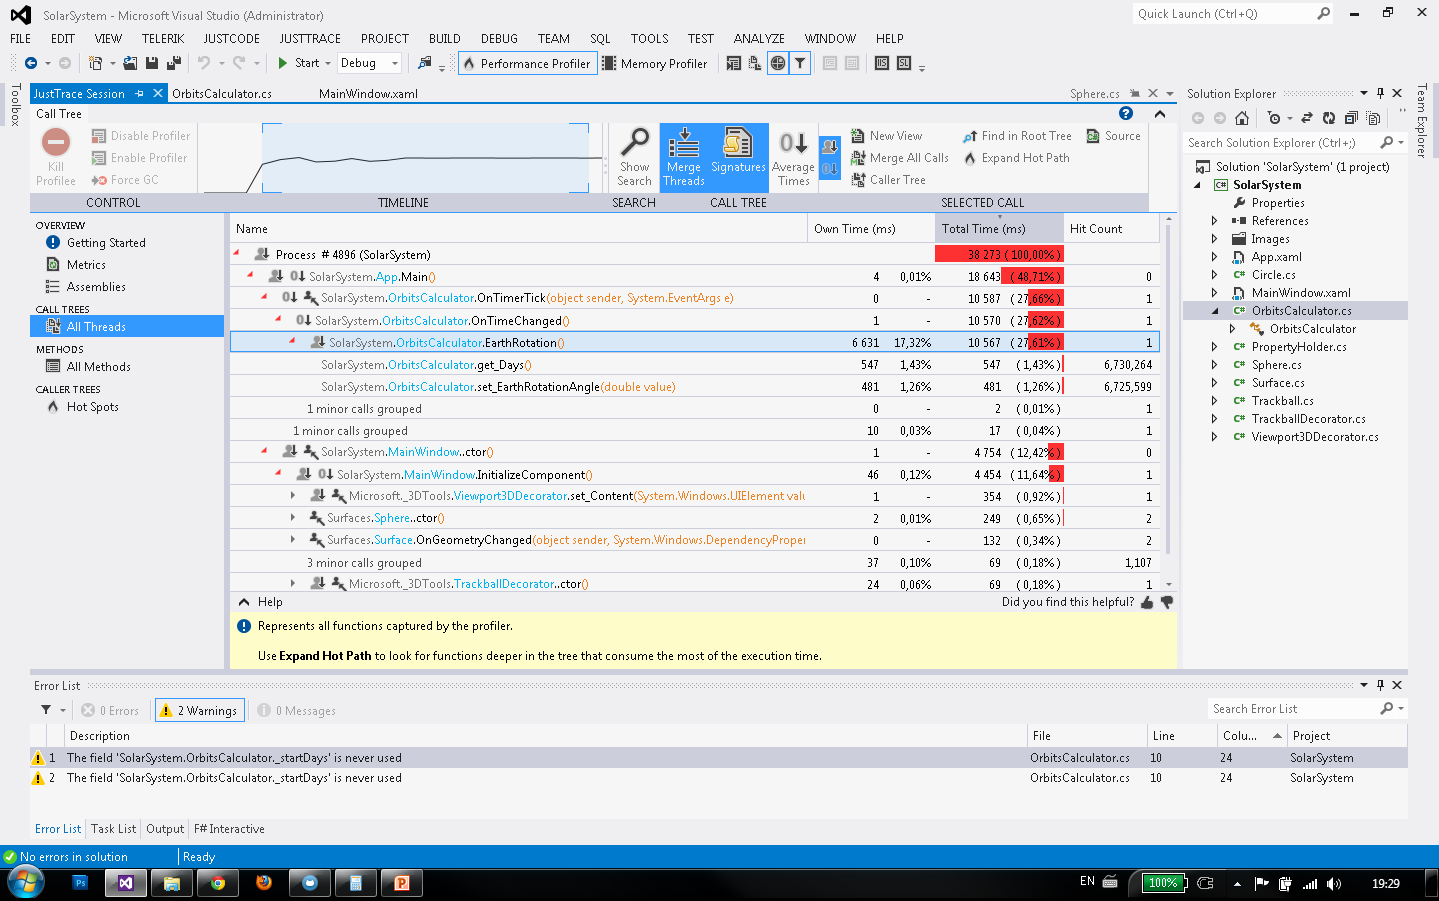 SolarSystem - Microsoft Visual Studio (Administrator)
Quick Launch (Ctrl+Q)
FILE EDIT VIEW TELERIK JUSTCODE JUSTTRACE PROJECT BUILD DEBUG TEAM SQL TOOLS TEST ANALYZE WINDOW HELP
Start Debug Performance Profiler Memory Profiler
Toolbox
JustTrace Session OrbitsCalculator.cs MainWindow.xaml Sphere.cs
Call Tree
Kill Profilee
Disable Profiler
Enable Profiler
Force GC
Show Search
Merge Threads
Signatures
Average Times
New View
Merge All Calls
Caller Tree
Find in Root Tree
Expand Hot Path
Source
CONTROL TIMELINE SEARCH CALL TREE SELECTED CALL
OVERVIEW
Getting Started
Metrics
Assemblies
CALL TREES
All Threads
METHODS
All Methods
CALLER TREES
Hot Spots
Name Own Time (ms) Total Time (ms) Hit Count
Process # 4896 (SolarSystem) 38 273 ( 100,00% )
SolarSystem.App.Main() 4 0,01% 18 643 ( 48,71% ) 0
SolarSystem.OrbitsCalculator.OnTimerTick(object sender, System.EventArgs e) 0 - 10 587 ( 27,66% ) 1
SolarSystem.OrbitsCalculator.OnTimeChanged() 1 - 10 570 ( 27,62% ) 1
SolarSystem.OrbitsCalculator.EarthRotation() 6 631 17,32% 10 567 ( 27,61% ) 1
SolarSystem.OrbitsCalculator.get_Days() 547 1,43% 547 ( 1,43% ) 6,730,264
SolarSystem.OrbitsCalculator.set_EarthRotationAngle(double value) 481 1,26% 481 ( 1,26% ) 6,725,599
1 minor calls grouped 0 - 2 ( 0,01% ) 1
1 minor calls grouped 10 0,03% 17 ( 0,04% ) 1
SolarSystem.MainWindow..ctor() 1 - 4 754 ( 12,42% ) 0
SolarSystem.MainWindow.InitializeComponent() 46 0,12% 4 454 ( 11,64% ) 1
Microsoft._3DTools.Viewport3DDecorator.set_Content(System.Windows.UIElement valu 1 - 354 ( 0,92% ) 1
Surfaces.Sphere..ctor() 2 0,01% 249 ( 0,65% ) 2
Surfaces.Surface.OnGeometryChanged(object sender, System.Windows.DependencyProper 0 - 132 ( 0,34% ) 2
3 minor calls grouped 37 0,10% 69 ( 0,18% ) 1,107
Microsoft._3DTools.TrackballDecorator..ctor() 24 0,06% 69 ( 0,18% ) 1
Help Did you find this helpful?
Represents all functions captured by the profiler.
Use Expand Hot Path to look for functions deeper in the tree that consume the most of the execution time.
Solution Explorer
Search Solution Explorer (Ctrl+;)
Solution 'SolarSystem' (1 project)
SolarSystem
Properties
References
Images
App.xaml
Circle.cs
MainWindow.xaml
OrbitsCalculator.cs
OrbitsCalculator
PropertyHolder.cs
Sphere.cs
Surface.cs
Trackball.cs
TrackballDecorator.cs
Viewport3DDecorator.cs
Team Explorer
Error List
0 Errors 2 Warnings 0 Messages
Search Error List
Description File Line Colu... Project
1 The field 'SolarSystem.OrbitsCalculator._startDays' is never used OrbitsCalculator.cs 10 24 SolarSystem
2 The field 'SolarSystem.OrbitsCalculator._startDays' is never used OrbitsCalculator.cs 10 24 SolarSystem
Error List Task List Output F# Interactive
No errors in solution Ready
Ps
EN 100% 19:29